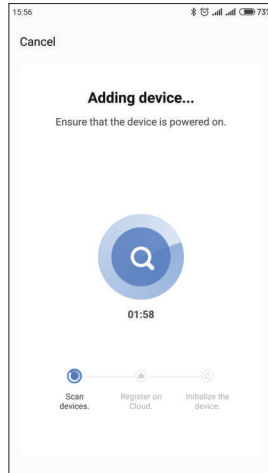 15:56
73%
Cancel
Adding device...
Ensure that the device is powered on.
01:58
Scan
devices.
Register on
Cloud.
Initialize the
device.